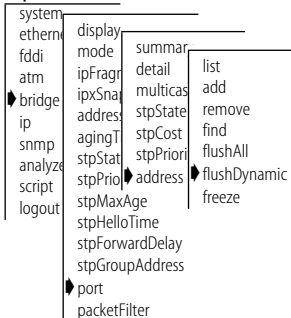 system
etherne
fddi
atm
bridge
ip
snmp
analyze
script
logout
display
mode
ipFragm
ipxSnap
address
agingT
stpStat
stpPrio
stpMaxAge
stpHelloTime
stpForwardDelay
stpGroupAddress
port
packetFilter
summar
detail
multicas
stpState
stpCost
stpPriori
address
list
add
remove
find
flushAll
flushDynamic
freeze